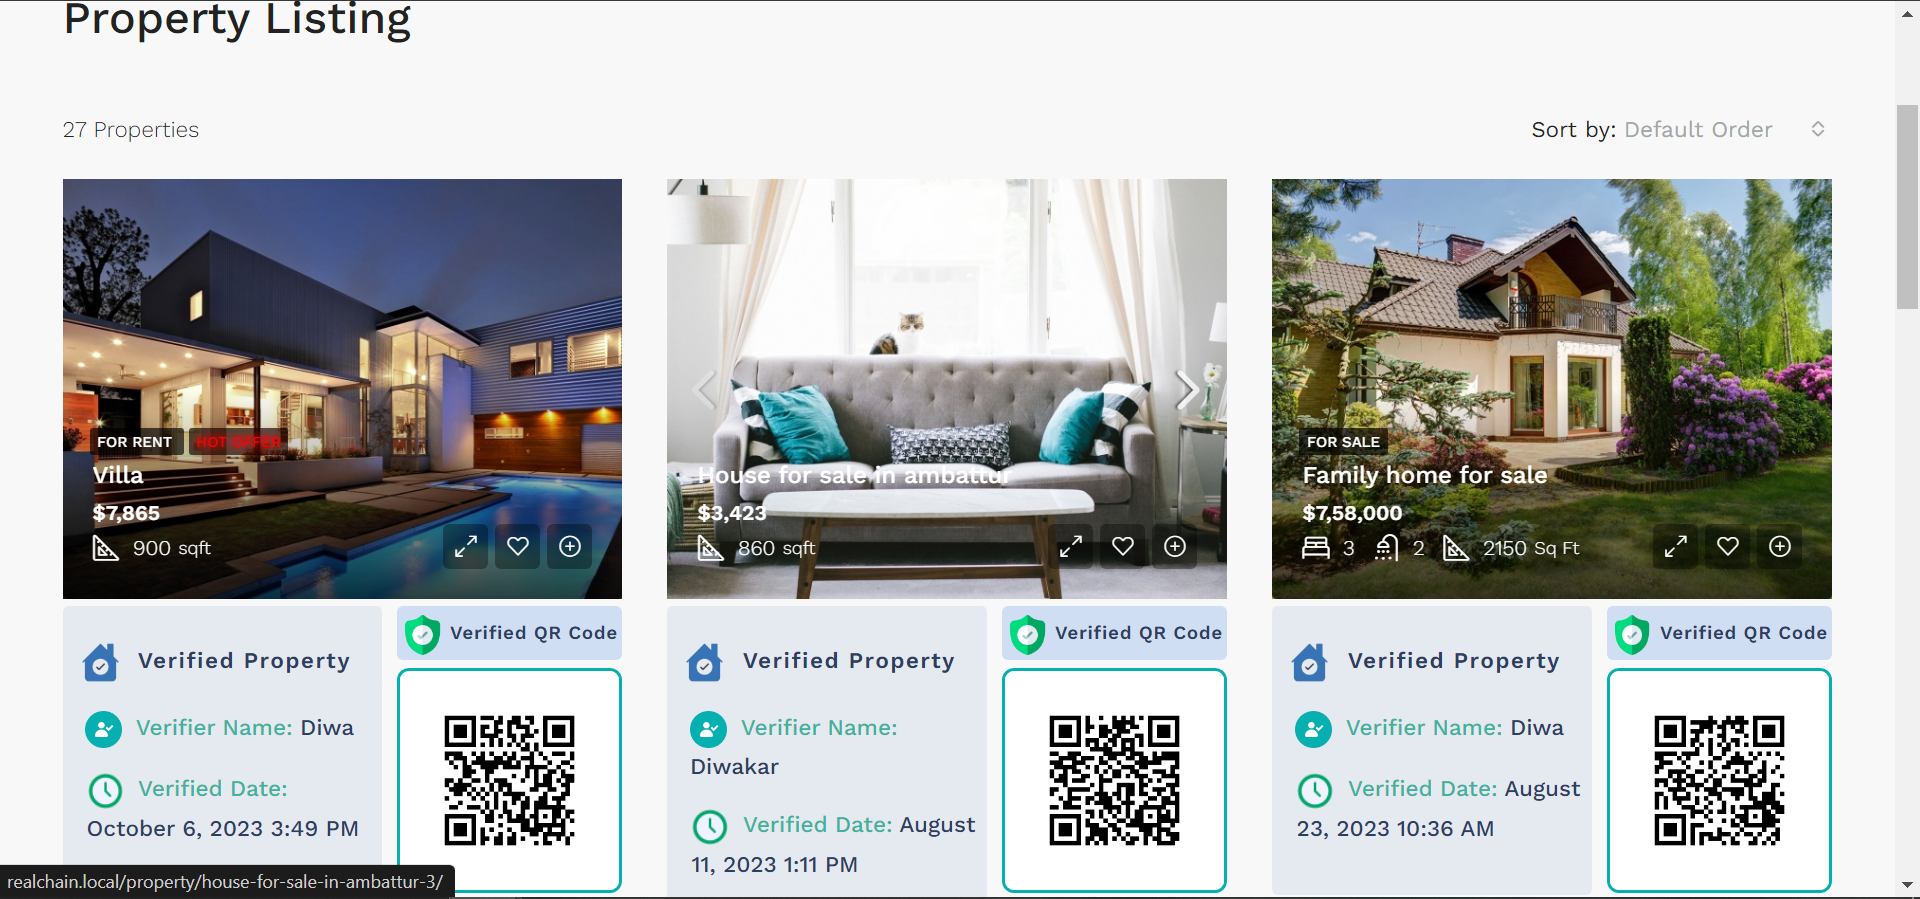 Property Listing
27 Properties
Sort by: Default Order
FOR RENT HOT OFFER
Villa
$7,865
900 sqft
House for sale in ambattur
$3,423
860 sqft
FOR SALE
Family home for sale
$7,58,000
3 2 2150 Sq Ft
Verified Property
Verifier Name: Diwa
Verified Date:
October 6, 2023 3:49 PM
Verified QR Code
Verified Property
Verifier Name:
Diwakar
Verified Date: August
11, 2023 1:11 PM
Verified QR Code
Verified Property
Verifier Name: Diwa
Verified Date: August
23, 2023 10:36 AM
Verified QR Code
realchain.local/property/house-for-sale-in-ambattur-3/